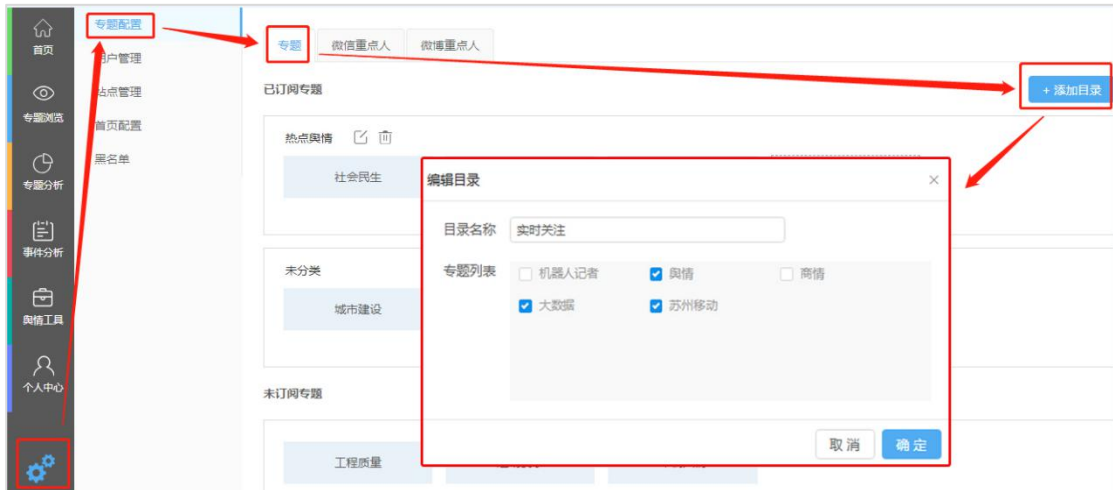 首页
专题浏览
专题分析
事件分析
舆情工具
个人中心
专题配置
用户管理
站点管理
首页配置
黑名单
专题 微信重点人 微博重点人
已订阅专题
+ 添加目录
热点舆情
社会民生
未分类
城市建设
未订阅专题
工程质量
编辑目录
目录名称 实时关注
专题列表 机器人记者 舆情 商情
大数据 苏州移动
取消 确定